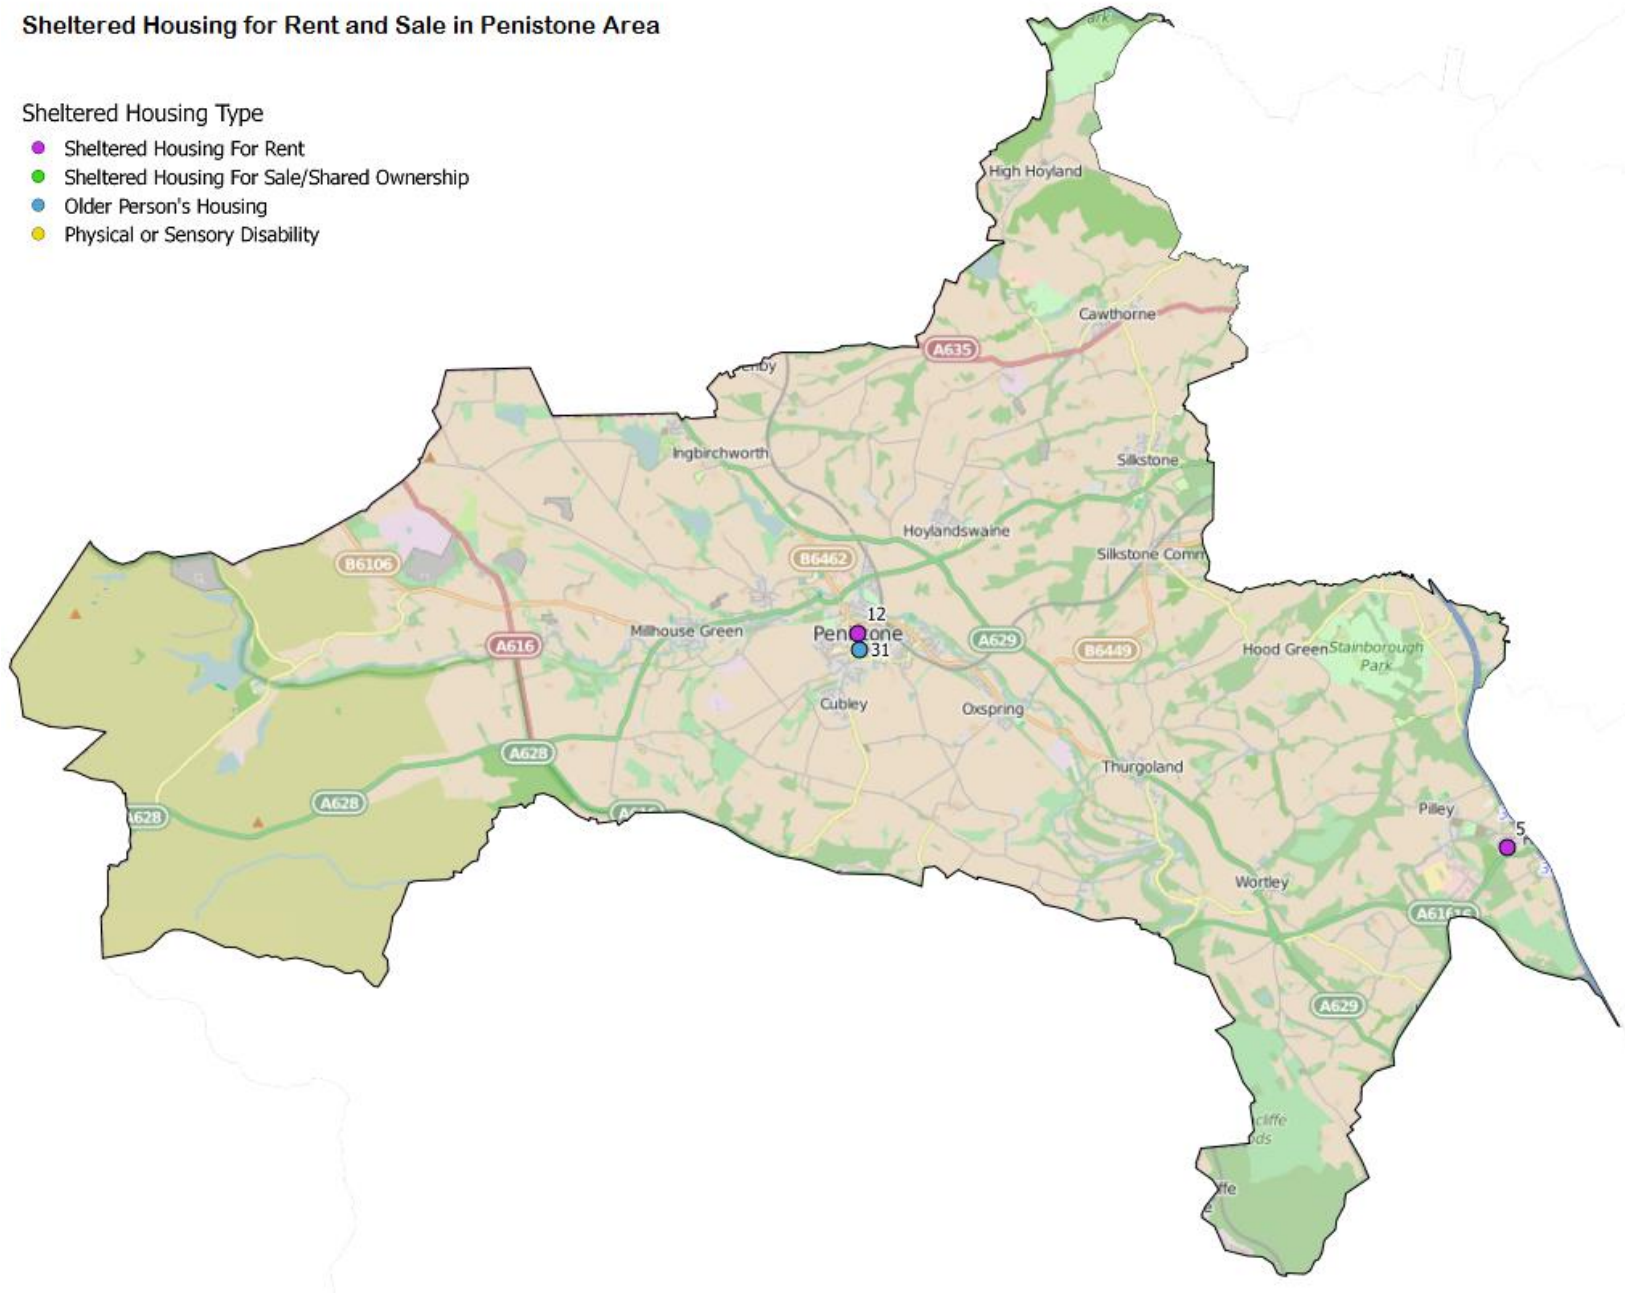 Sheltered Housing for Rent and Sale in Penistone Area
Sheltered Housing Type
Sheltered Housing For Rent
Sheltered Housing For Sale/Shared Ownership
Older Person's Housing
Physical or Sensory Disability
High Hoyland
Cawthorne
A635
Ingbirchworth
Silkstone
Hoylandswaine
Silkstone Comm
B6106
B6462
12
Millhouse Green
A616
A629
B6449
31
Hood Green
Stainborough
Park
Cubley
Oxspring
A628
Thurgoland
A628
A628
Pilley
5
Wortley
A629